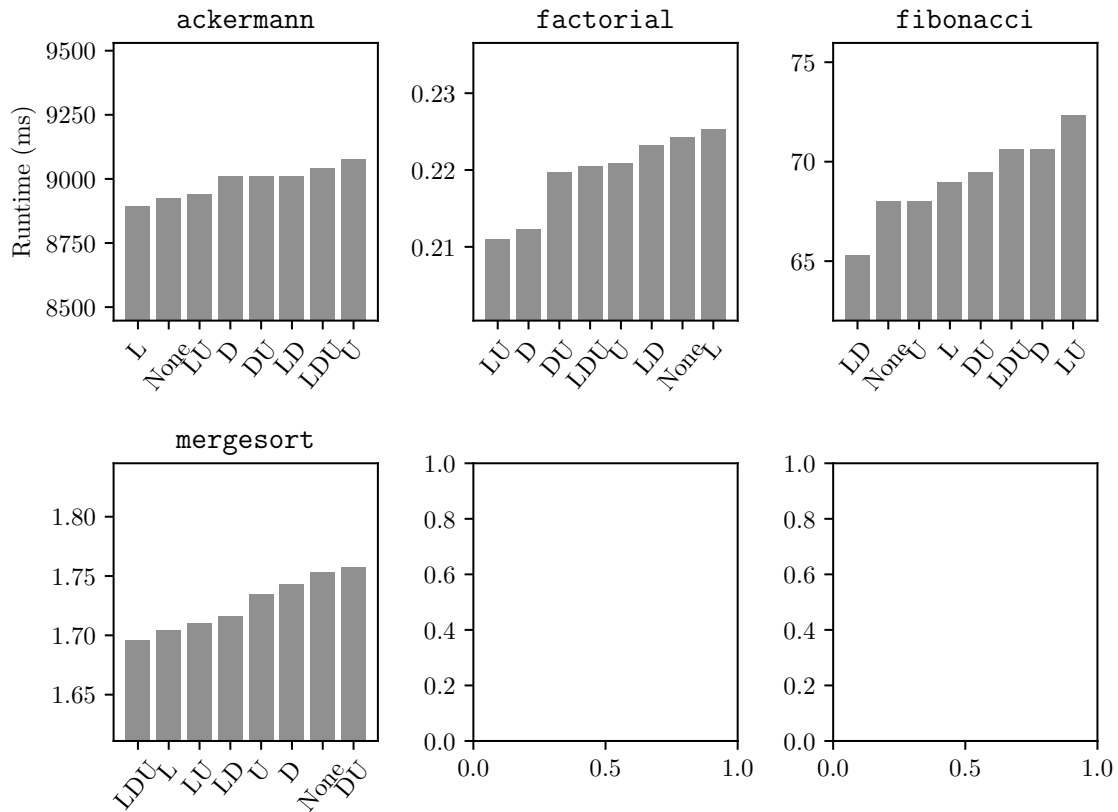 ackermann
Runtime (ms)
9500
9250
9000
8750
8500
L
None
LU
D
DU
LD
LDU
U
factorial
0.23
0.22
0.21
LU
D
DU
LDU
U
LD
None
L
fibonacci
75
70
65
LD
None
U
L
DU
LDU
D
LU
mergesort
1.80
1.75
1.70
1.65
LDU
L
LU
LD
U
D
None
DU
1.0
0.8
0.6
0.4
0.2
0.0
0.0
0.5
1.0
1.0
0.8
0.6
0.4
0.2
0.0
0.0
0.5
1.0